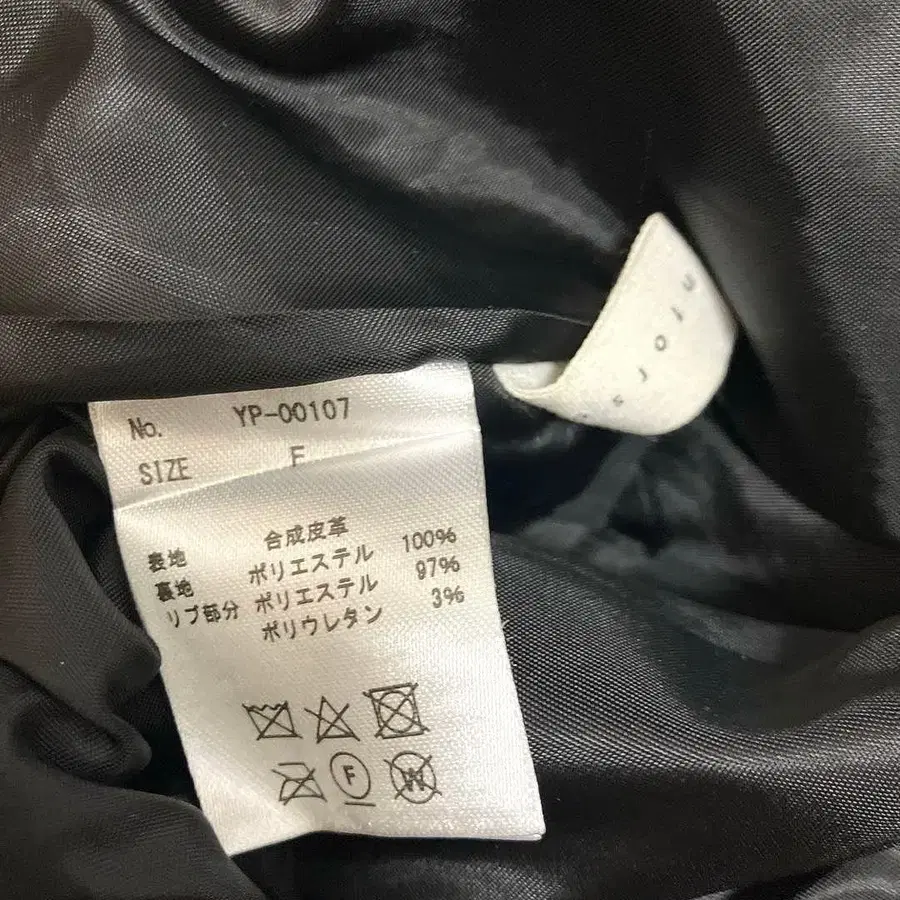 No. YP-00107
SIZE F
表地 合成皮革
裏地 ポリエステル 100%
リブ部分 ポリエステル 97%
ポリウレタン 3%
F
W